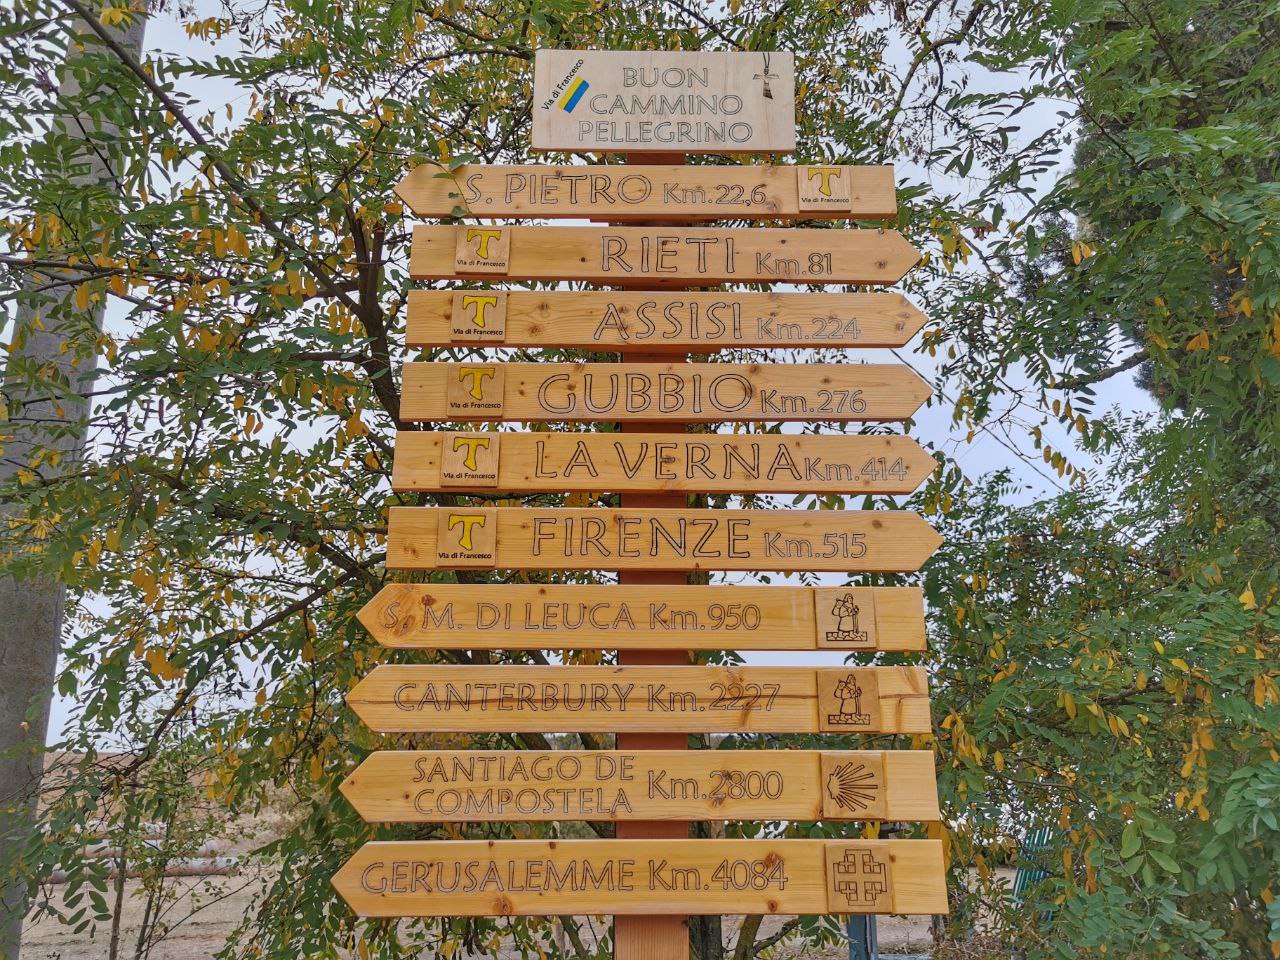 Via di Francesco
BUON
CAMMINO
PELLEGRINO
S. PIETRO Km.22,6
Via di Francesco
Via di Francesco
RIETI Km.81
Via di Francesco
ASSISI Km.224
Via di Francesco
GUBBIO Km.276
Via di Francesco
LA VERNA Km.414
Via di Francesco
FIRENZE Km.515
S. M. DI LEUCA Km.950
CANTERBURY Km.2227
SANTIAGO DE
COMPOSTELA Km.2800
GERUSALEMME Km.4084